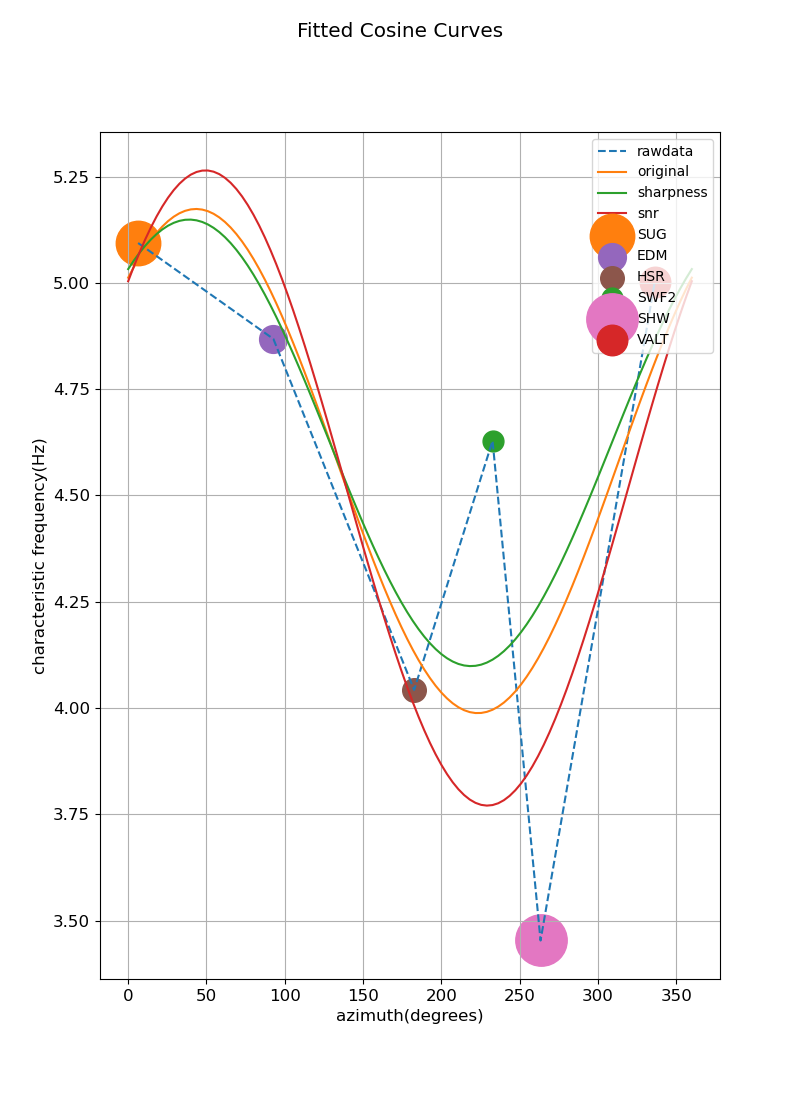 Fitted Cosine Curves
rawdata
original
sharpness
snr
SUG
EDM
HSR
SWF2
SHW
VALT
characteristic frequency(Hz)
5.25
5.00
4.75
4.50
4.25
4.00
3.75
3.50
0 50 100 150 200 250 300 350
azimuth(degrees)